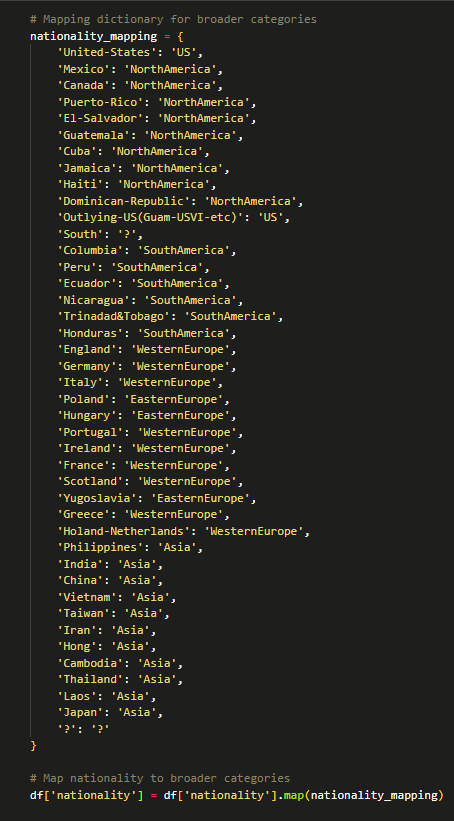 # Mapping dictionary for broader categories
nationality_mapping = {
'United-States': 'US',
'Mexico': 'NorthAmerica',
'Canada': 'NorthAmerica',
'Puerto-Rico': 'NorthAmerica',
'El-Salvador': 'NorthAmerica',
'Guatemala': 'NorthAmerica',
'Cuba': 'NorthAmerica',
'Jamaica': 'NorthAmerica',
'Haiti': 'NorthAmerica',
'Dominican-Republic': 'NorthAmerica',
'Outlying-US(Guam-USVI-etc)': 'US',
'South': '?',
'Columbia': 'SouthAmerica',
'Peru': 'SouthAmerica',
'Ecuador': 'SouthAmerica',
'Nicaragua': 'SouthAmerica',
'Trinadad&Tobago': 'SouthAmerica',
'Honduras': 'SouthAmerica',
'England': 'WesternEurope',
'Germany': 'WesternEurope',
'Italy': 'WesternEurope',
'Poland': 'EasternEurope',
'Hungary': 'EasternEurope',
'Portugal': 'WesternEurope',
'Ireland': 'WesternEurope',
'France': 'WesternEurope',
'Scotland': 'WesternEurope',
'Yugoslavia': 'EasternEurope',
'Greece': 'WesternEurope',
'Holand-Netherlands': 'WesternEurope',
'Philippines': 'Asia',
'India': 'Asia',
'China': 'Asia',
'Vietnam': 'Asia',
'Taiwan': 'Asia',
'Iran': 'Asia',
'Hong': 'Asia',
'Cambodia': 'Asia',
'Thailand': 'Asia',
'Laos': 'Asia',
'Japan': 'Asia',
'?': '?'
}
# Map nationality to broader categories
df['nationality'] = df['nationality'].map(nationality_mapping)